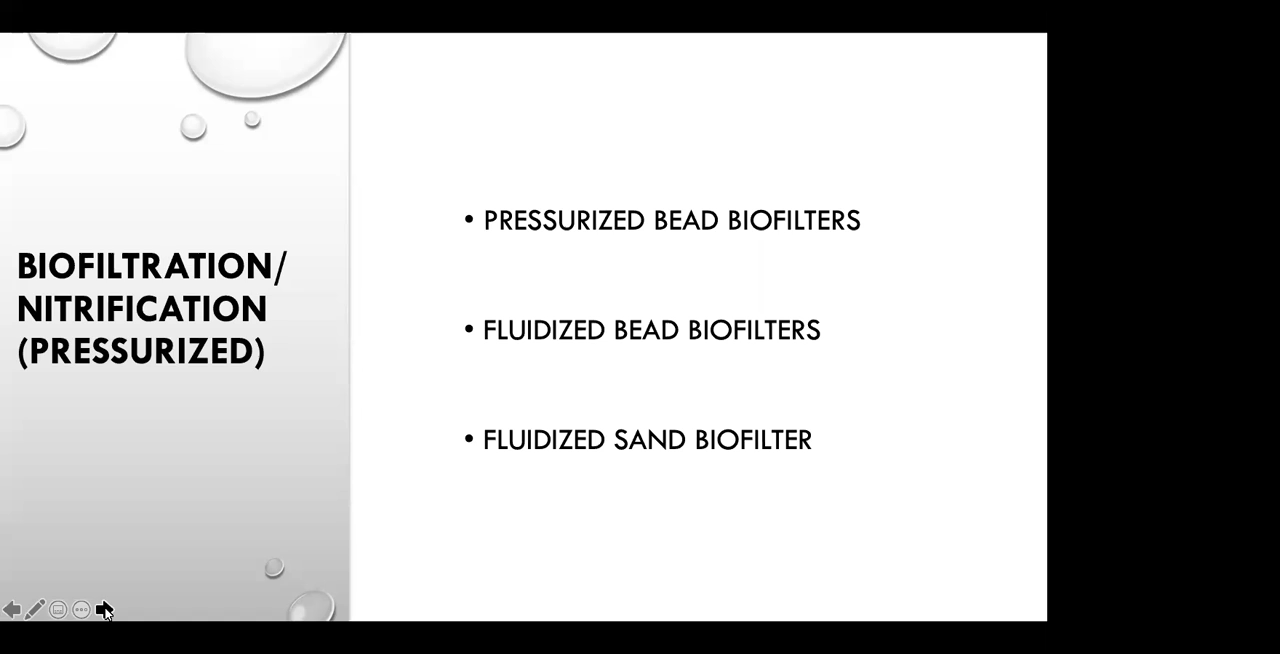 BIOFILTRATION/
NITRIFICATION
(PRESSURIZED)
• PRESSURIZED BEAD BIOFILTERS
• FLUIDIZED BEAD BIOFILTERS
• FLUIDIZED SAND BIOFILTER